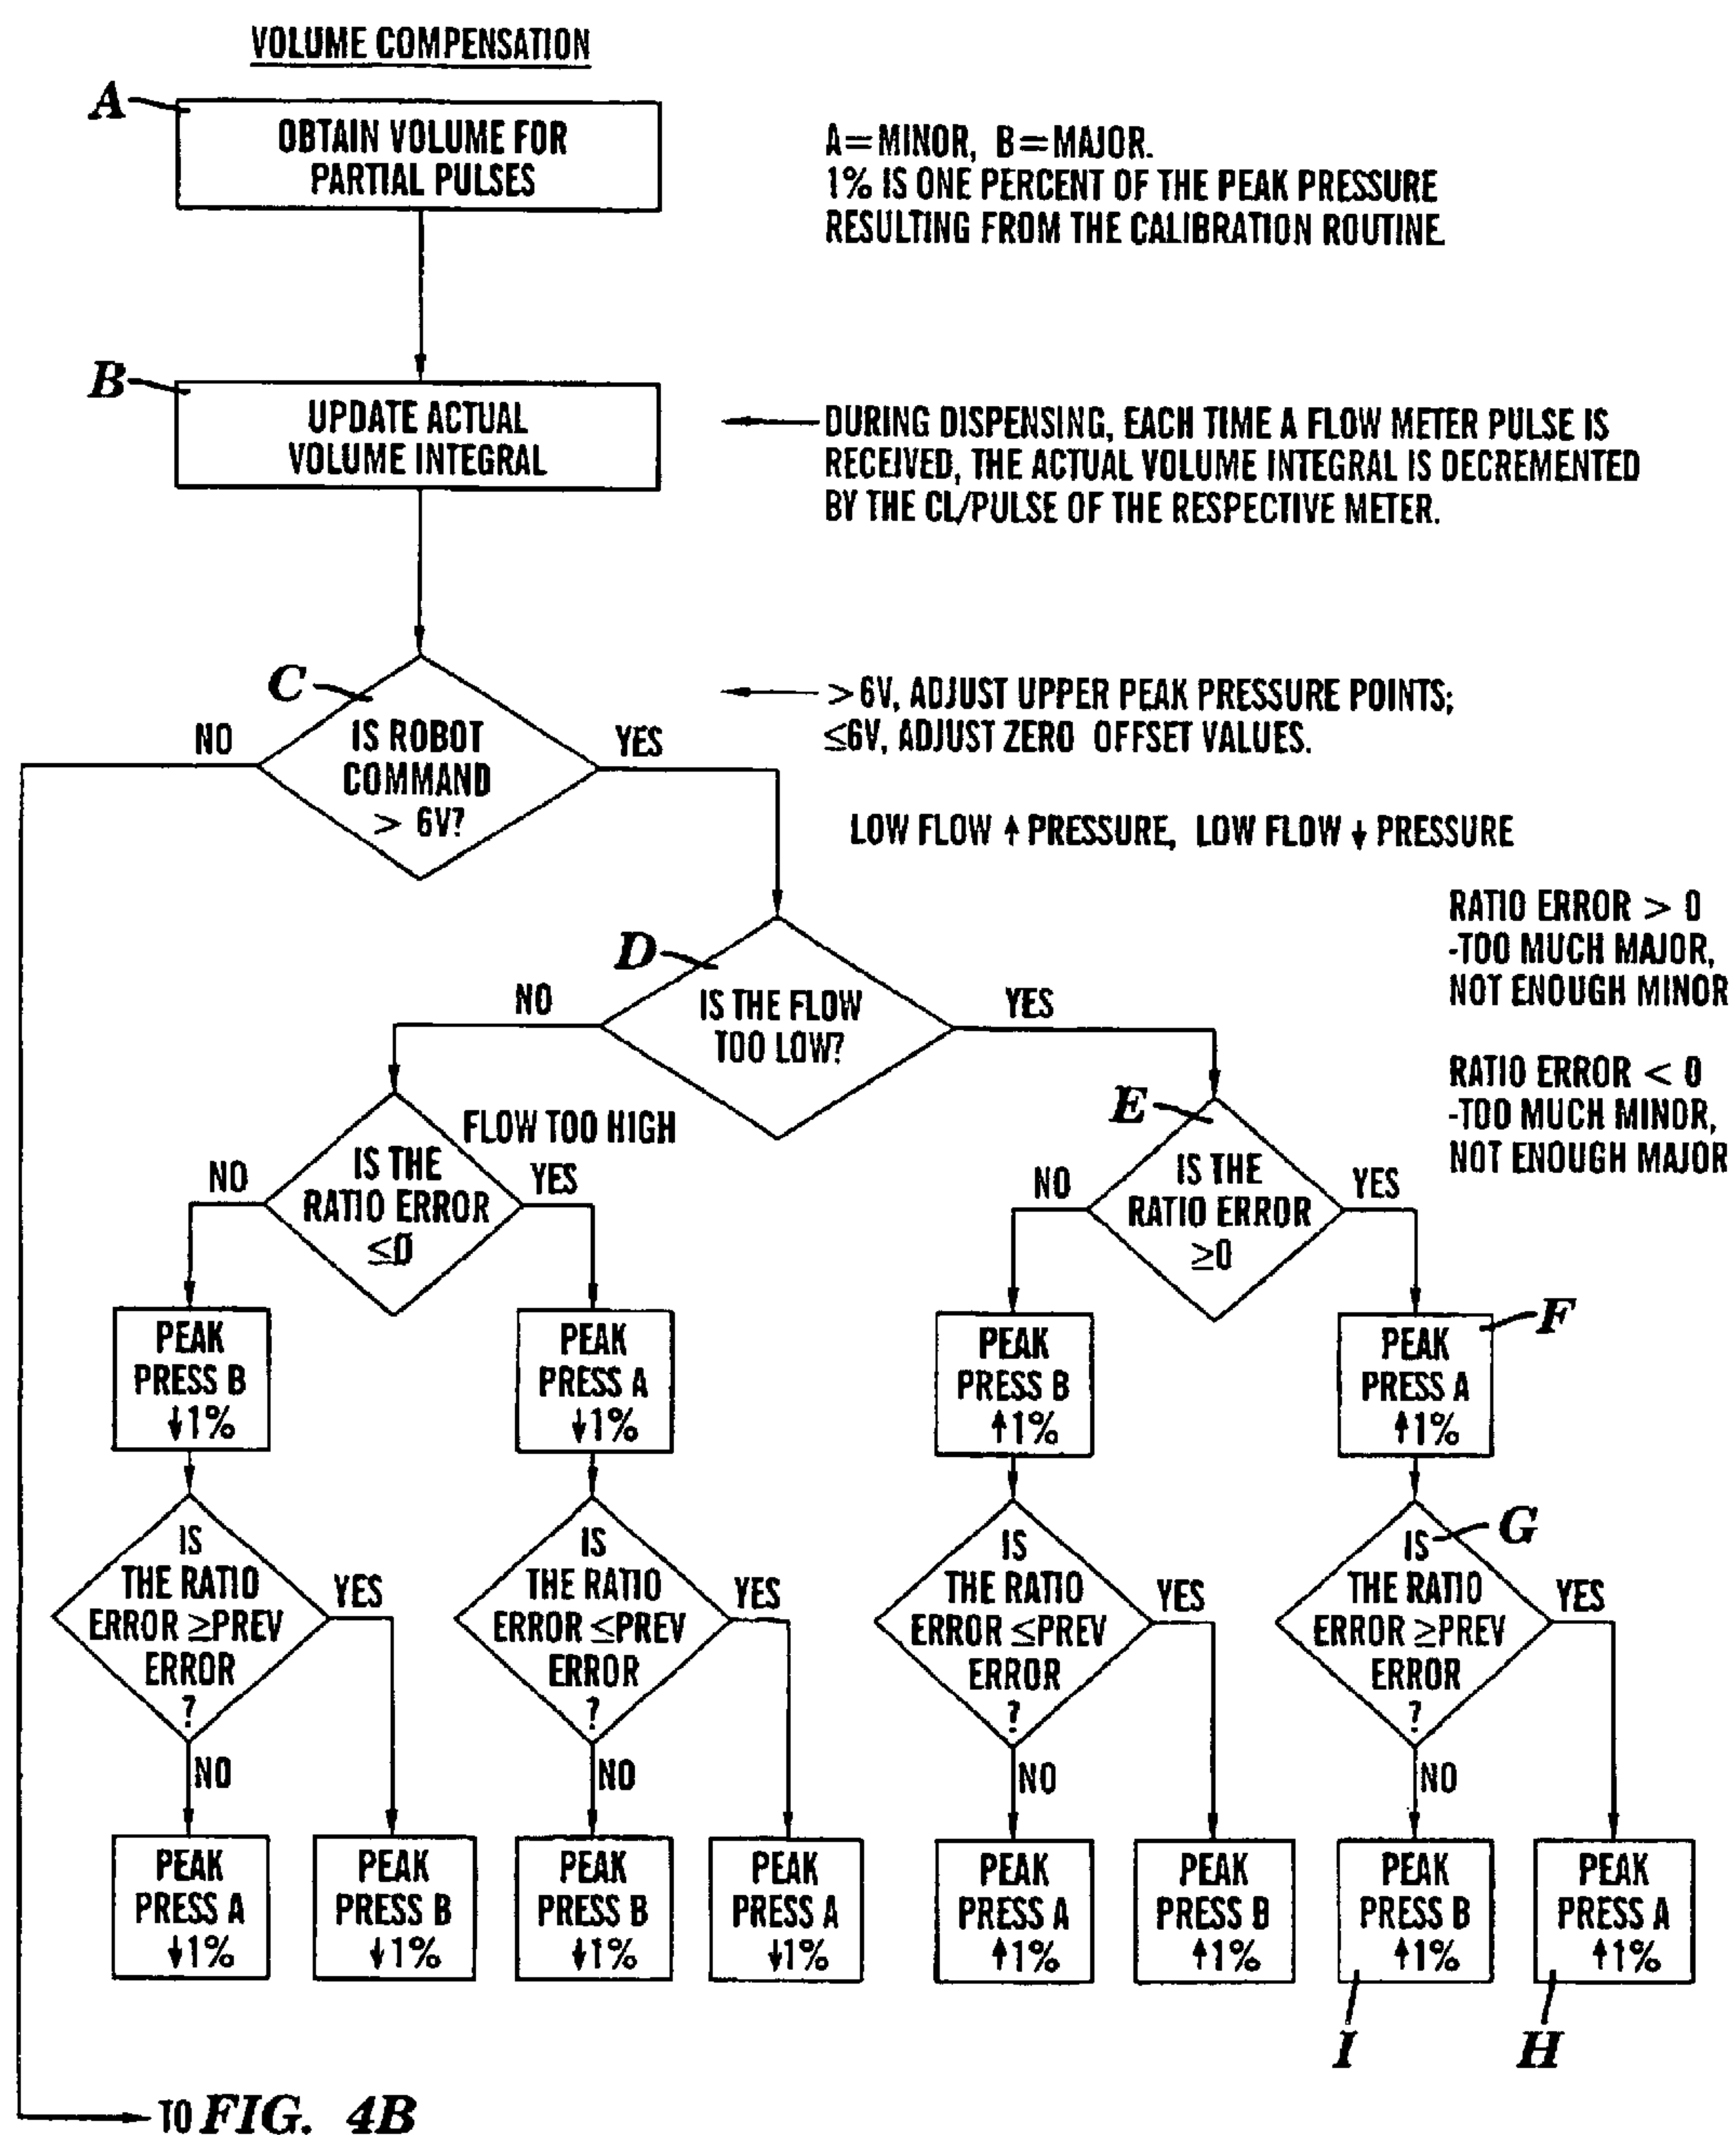 VOLUME COMPENSATION
A
OBTAIN VOLUME FOR
PARTIAL PULSES
A=MINOR, B=MAJOR.
1% IS ONE PERCENT OF THE PEAK PRESSURE
RESULTING FROM THE CALIBRATION ROUTINE.
B
UPDATE ACTUAL
VOLUME INTEGRAL
DURING DISPENSING, EACH TIME A FLOW METER PULSE IS
RECEIVED, THE ACTUAL VOLUME INTEGRAL IS DECREMENTED
BY THE CL/PULSE OF THE RESPECTIVE METER.
C
IS ROBOT
COMMAND
> 6V?
NO
YES
>6V, ADJUST UPPER PEAK PRESSURE POINTS;
≤6V, ADJUST ZERO OFFSET VALUES.
LOW FLOW ↑ PRESSURE, LOW FLOW ↓ PRESSURE
RATIO ERROR > 0
-TOO MUCH MAJOR,
NOT ENOUGH MINOR
RATIO ERROR < 0
-TOO MUCH MINOR,
NOT ENOUGH MAJOR
D
IS THE FLOW
TOO LOW?
NO
YES
FLOW TOO HIGH
IS THE
RATIO ERROR
≤0
NO
YES
E
IS THE
RATIO ERROR
≥0
NO
YES
PEAK
PRESS B
↓1%
PEAK
PRESS A
↓1%
PEAK
PRESS B
↑1%
PEAK
PRESS A
↑1%
F
IS
THE RATIO
ERROR ≥PREV
ERROR
?
YES
NO
IS
THE RATIO
ERROR ≤PREV
ERROR
?
YES
NO
IS
THE RATIO
ERROR ≤PREV
ERROR
?
YES
NO
G
IS
THE RATIO
ERROR ≥PREV
ERROR
?
YES
NO
PEAK
PRESS A
↓1%
PEAK
PRESS B
↓1%
PEAK
PRESS B
↓1%
PEAK
PRESS A
↓1%
PEAK
PRESS A
↑1%
PEAK
PRESS B
↑1%
PEAK
PRESS B
↑1%
PEAK
PRESS A
↑1%
I
H
TO FIG. 4B